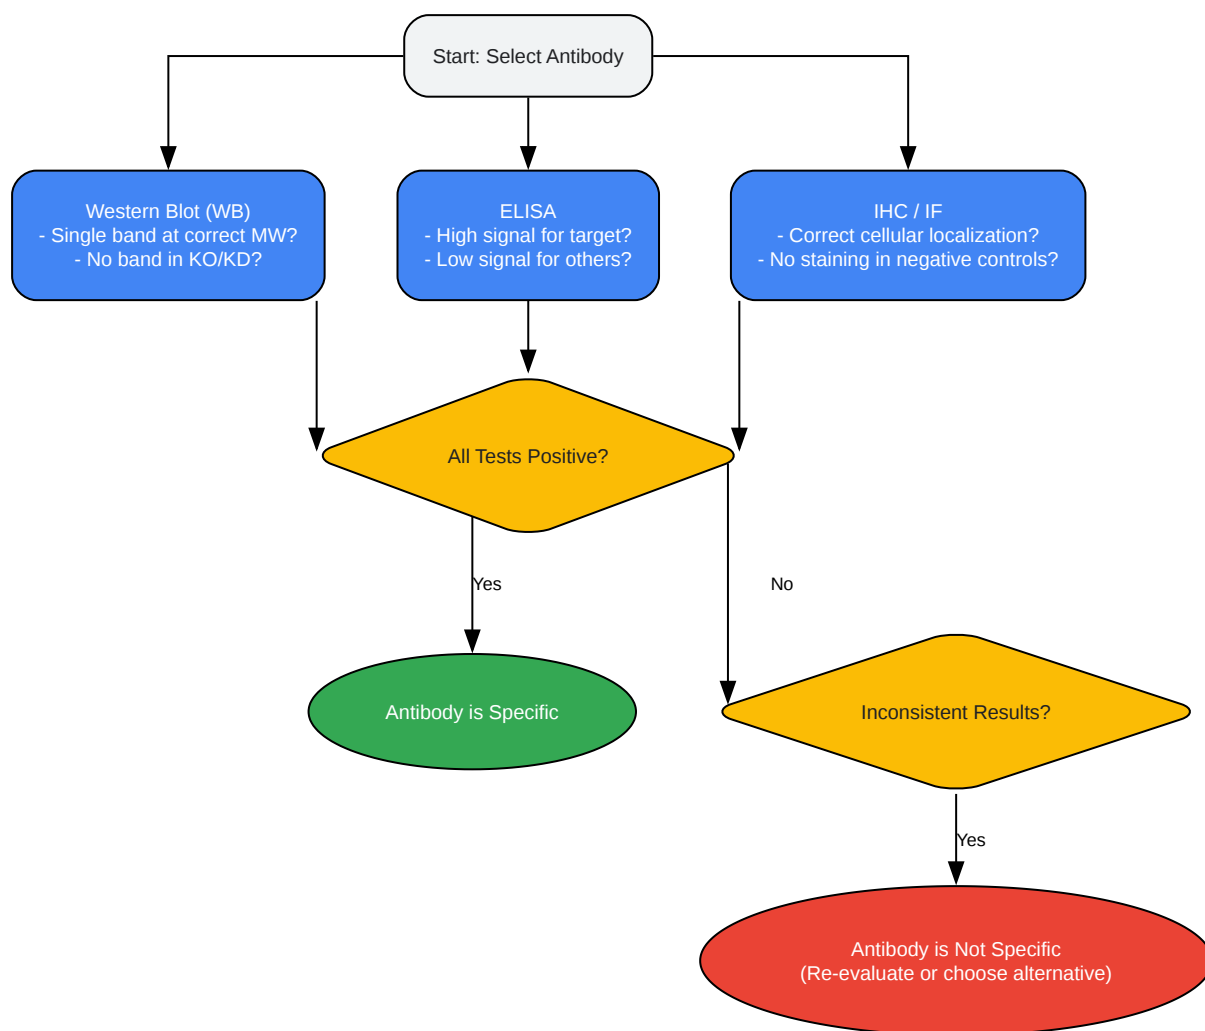 Start: Select Antibody
Western Blot (WB)
- Single band at correct MW?
- No band in KO/KD?
ELISA
- High signal for target?
- Low signal for others?
IHC / IF
- Correct cellular localization?
- No staining in negative controls?
All Tests Positive?
Yes
No
Antibody is Specific
Inconsistent Results?
Yes
Antibody is Not Specific
(Re-evaluate or choose alternative)